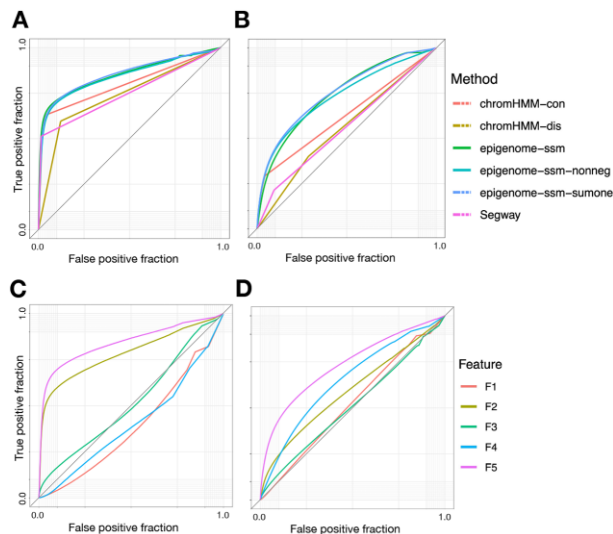 A
B
1.0
True positive fraction
0.0
0.0
1.0
False positive fraction
0.0
1.0
False positive fraction
Method
chromHMM−con
chromHMM−dis
epigenome−ssm
epigenome−ssm−nonneg
epigenome−ssm−sumone
Segway
C
D
1.0
True positive fraction
0.0
0.0
1.0
False positive fraction
0.0
1.0
False positive fraction
Feature
F1
F2
F3
F4
F5